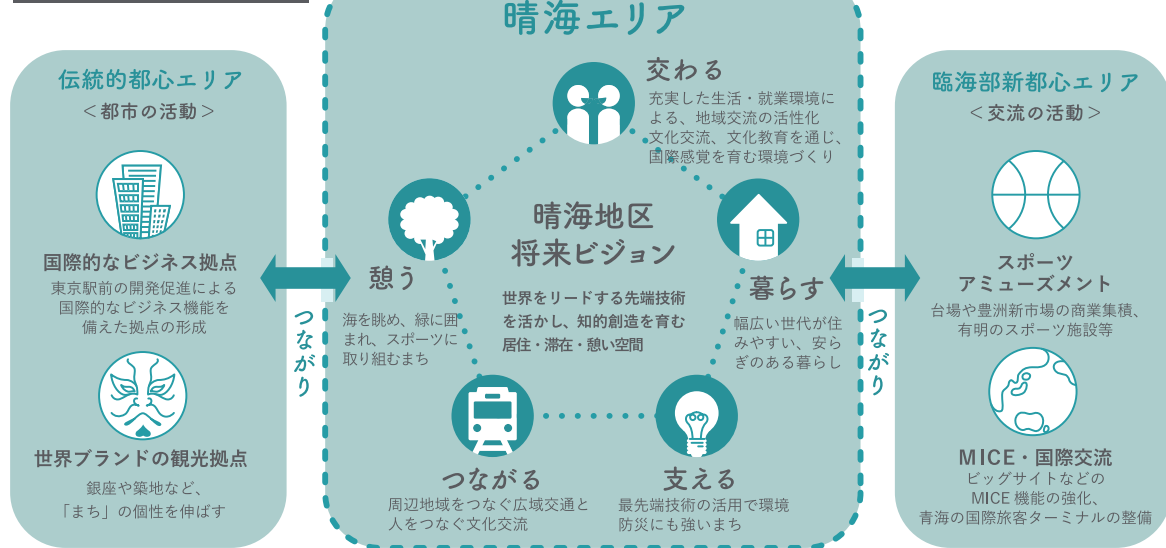 晴海エリア
伝統的都心エリア
＜都市の活動＞
国際的なビジネス拠点
東京駅前の開発促進による
国際的なビジネス機能を
備えた拠点の形成
世界ブランドの観光拠点
銀座や築地など、
「まち」の個性を伸ばす
つながり
交わる
充実した生活・就業環境に
よる、地域交流の活性化
文化交流、文化教育を通じ、
国際感覚を育む環境づくり
憩う
海を眺め、緑に囲
まれ、スポーツに
取り組むまち
晴海地区
将来ビジョン
世界をリードする先端技術
を活かし、知的創造を育む
居住・滞在・憩い空間
暮らす
幅広い世代が住
みやすい、安ら
ぎのある暮らし
つながる
周辺地域をつなぐ広域交通と
人をつなぐ文化交流
支える
最先端技術の活用で環境
防災にも強いまち
つながり
臨海部新都心エリア
＜交流の活動＞
スポーツ
アミューズメント
台場や豊洲新市場の商業集積、
有明のスポーツ施設等
MICE・国際交流
ビッグサイトなどの
MICE 機能の強化、
青海の国際旅客ターミナルの整備